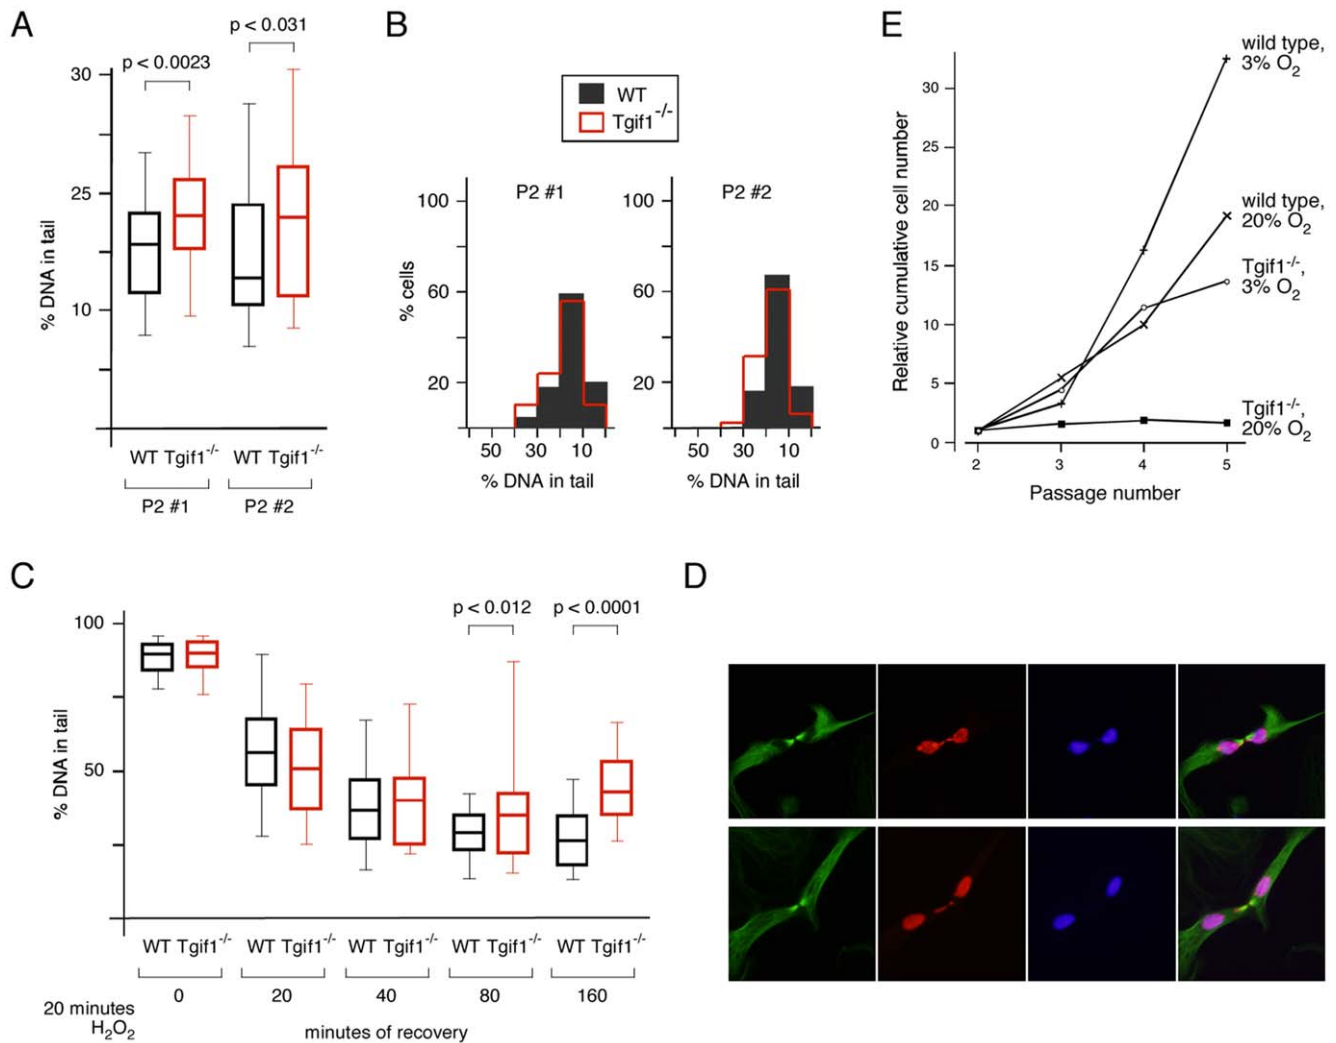 A
p < 0.031
p < 0.0023
30
25
10
% DNA in tail
WT Tgif1-/- WT Tgif1-/-
P2 #1 P2 #2
B
WT
Tgif1-/-
P2 #1
100
60
20
% cells
50 30 10
% DNA in tail
P2 #2
100
60
20
50 30 10
% DNA in tail
E
wild type,
3% O2
wild type,
20% O2
Tgif1-/-,
3% O2
Tgif1-/-,
20% O2
30
25
20
15
10
5
0
Relative cumulative cell number
2 3 4 5
Passage number
C
p < 0.012 p < 0.0001
100
50
% DNA in tail
WT Tgif1-/- WT Tgif1-/- WT Tgif1-/- WT Tgif1-/- WT Tgif1-/-
0 20 40 80 160
20 minutes
H2O2
minutes of recovery
D